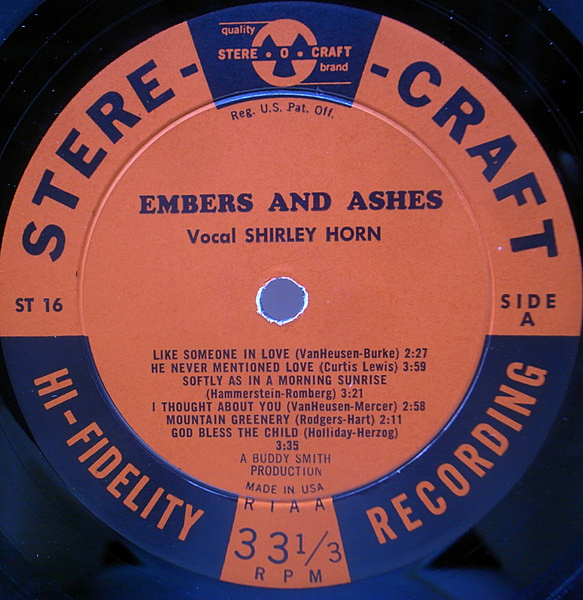 quality
STERE · O · CRAFT
brand
Reg. U.S. Pat. Off.
STERE-O-CRAFT
EMBERS AND ASHES
Vocal SHIRLEY HORN
ST 16
SIDE
A
LIKE SOMEONE IN LOVE (VanHeusen-Burke) 2:27
HE NEVER MENTIONED LOVE (Curtis Lewis) 3:59
SOFTLY AS IN A MORNING SUNRISE
(Hammerstein-Romberg) 3:21
I THOUGHT ABOUT YOU (VanHeusen-Mercer) 2:58
MOUNTAIN GREENERY (Rodgers-Hart) 2:11
GOD BLESS THE CHILD (Holliday-Herzog)
3:35
A BUDDY SMITH
PRODUCTION
MADE IN USA
RIAA
HI-FIDELITY
RECORDING
33 1/3
RPM